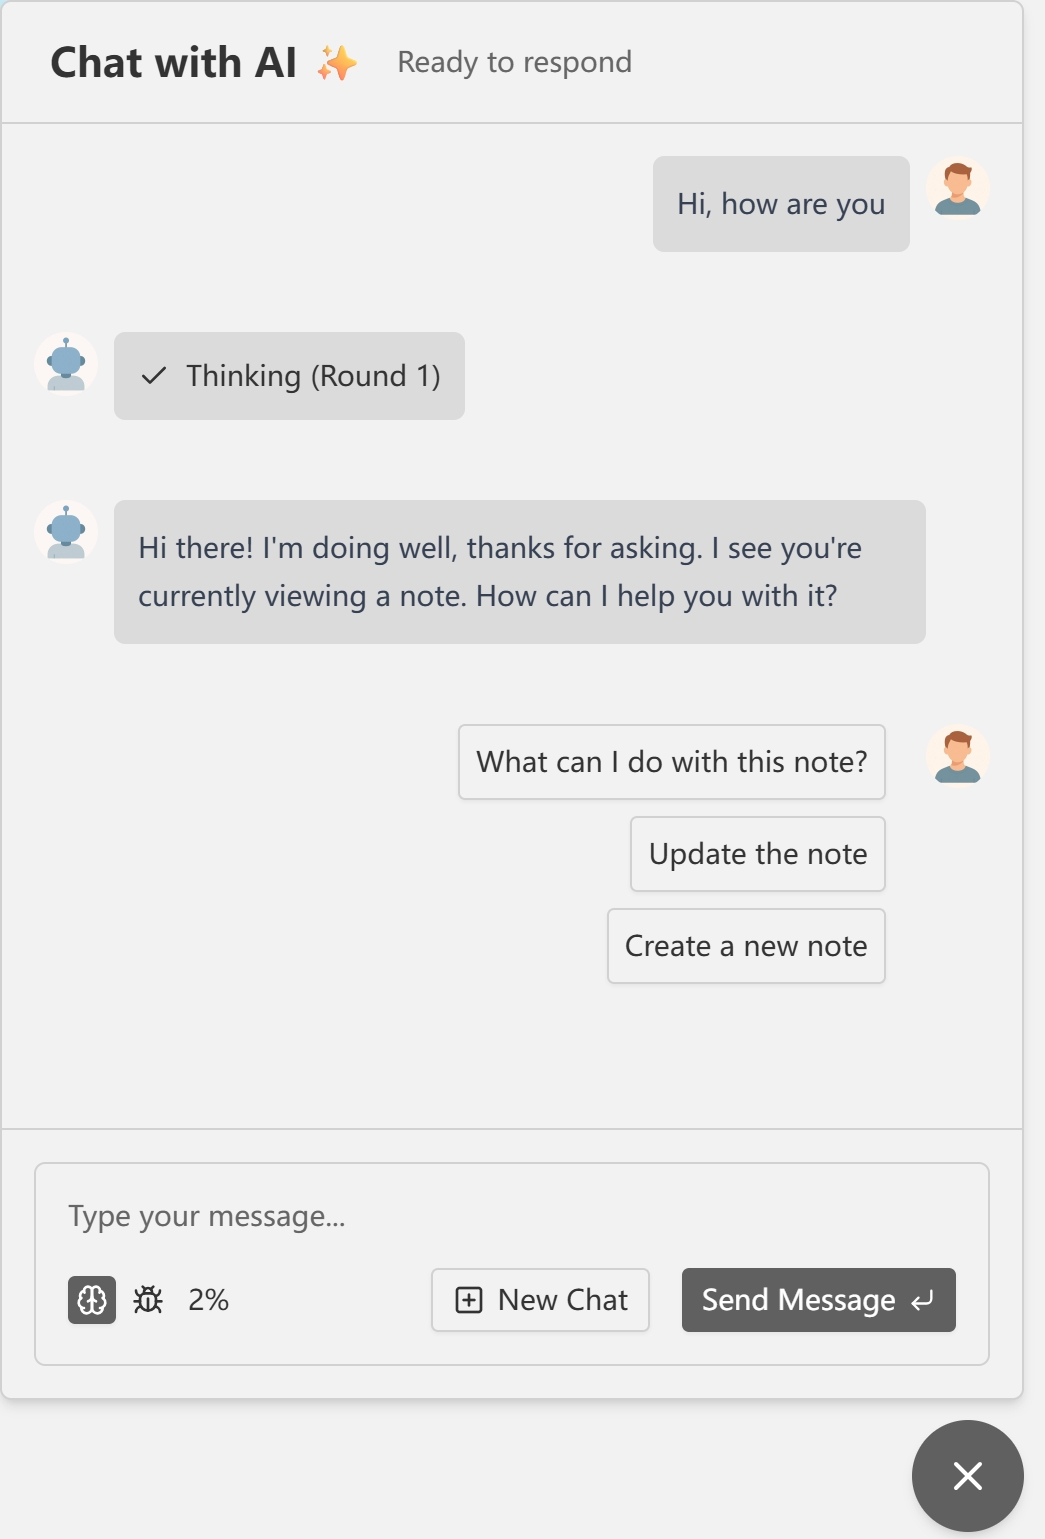 Chat with AI ✨ Ready to respond
Hi, how are you
Thinking (Round 1)
Hi there! I'm doing well, thanks for asking. I see you're
currently viewing a note. How can I help you with it?
What can I do with this note?
Update the note
Create a new note
Type your message...
2% New Chat Send Message